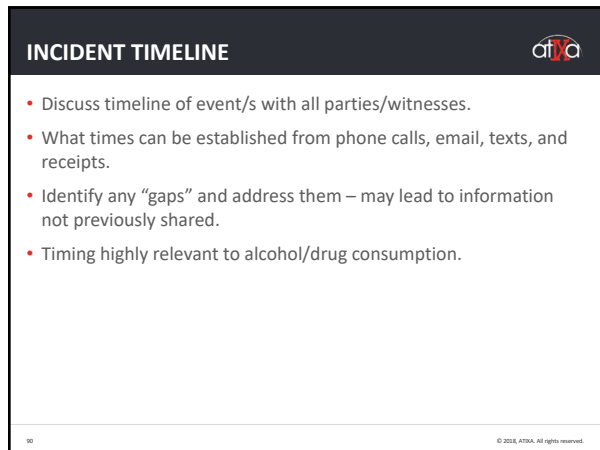 INCIDENT TIMELINE
atIXa
• Discuss timeline of event/s with all parties/witnesses.
• What times can be established from phone calls, email, texts, and
receipts.
• Identify any “gaps” and address them – may lead to information
not previously shared.
• Timing highly relevant to alcohol/drug consumption.
90
© 2018, ATIXA. All rights reserved.